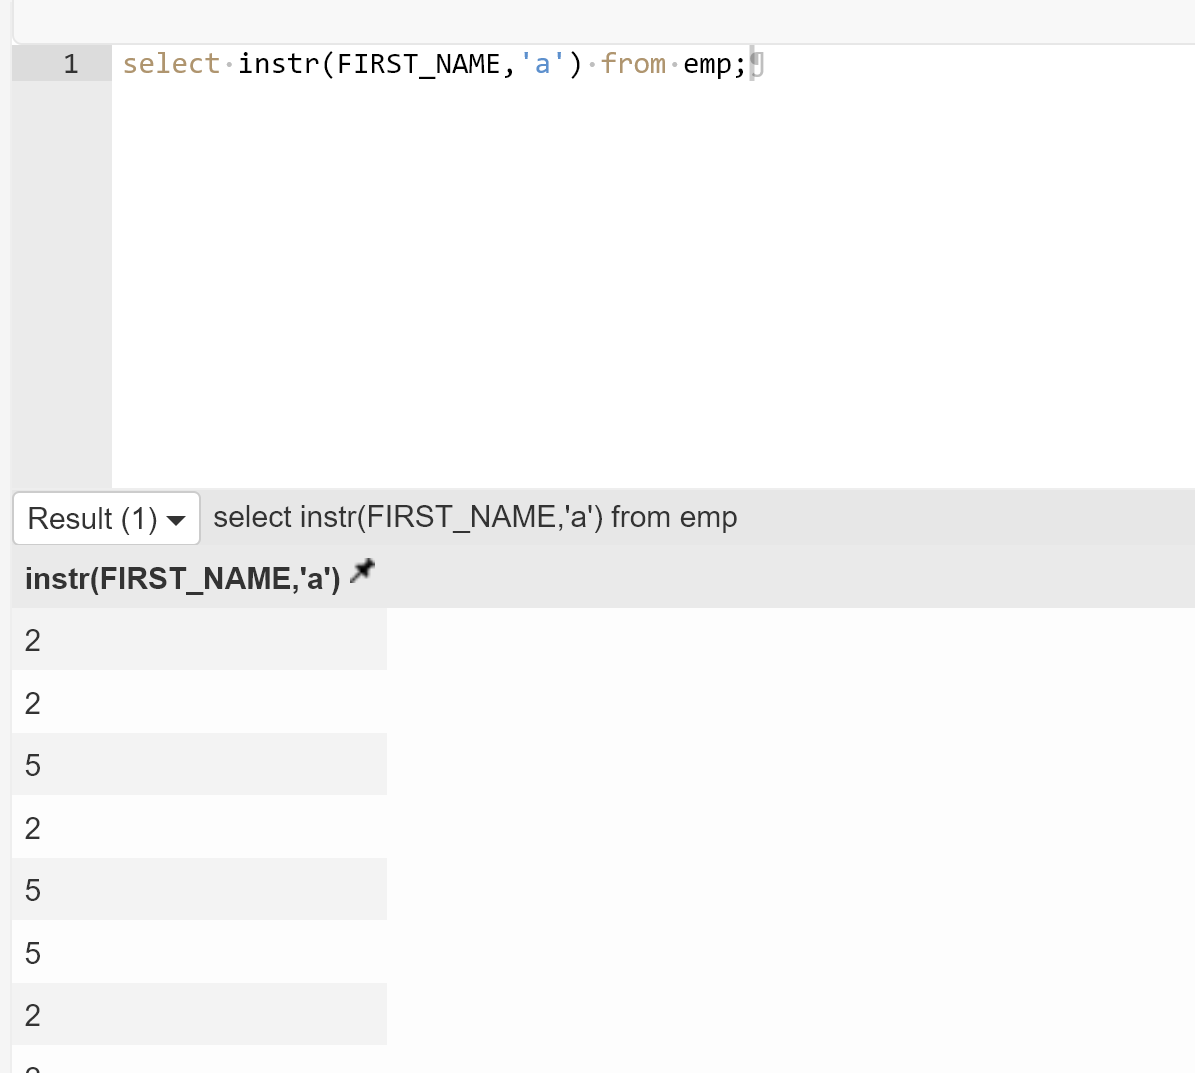 1 select instr(FIRST_NAME,'a') from emp;
Result (1) select instr(FIRST_NAME,'a') from emp
instr(FIRST_NAME,'a')
2
2
5
2
5
5
2